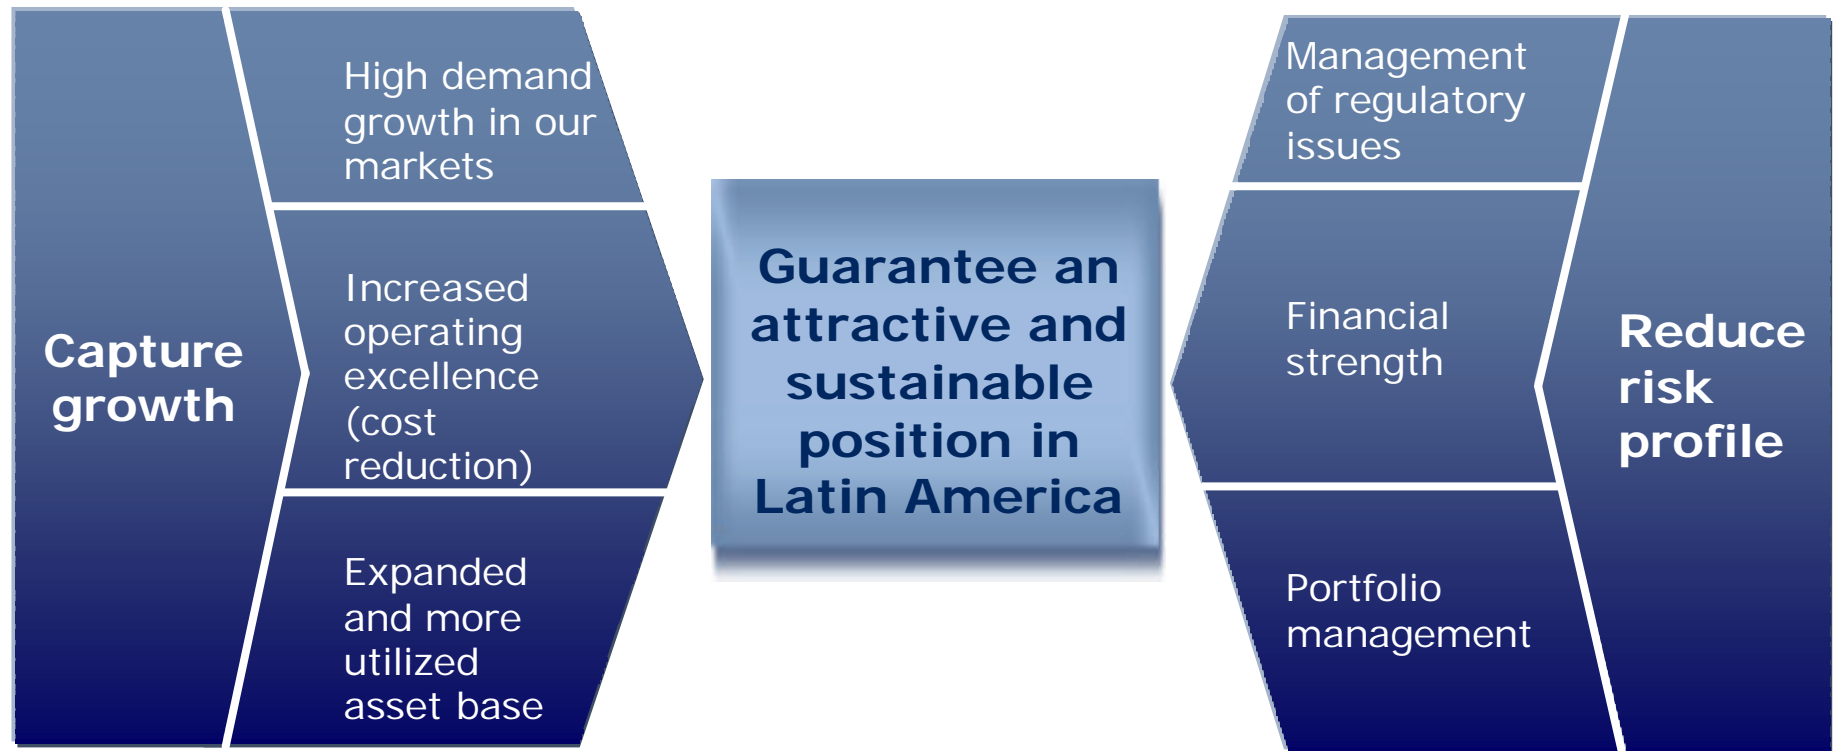 Capture
growth
High demand
growth in our
markets
Increased
operating
excellence
(cost
reduction)
Expanded
and more
utilized
asset base
Guarantee an
attractive and
sustainable
position in
Latin America
Management
of regulatory
issues
Financial
strength
Portfolio
management
Reduce
risk
profile